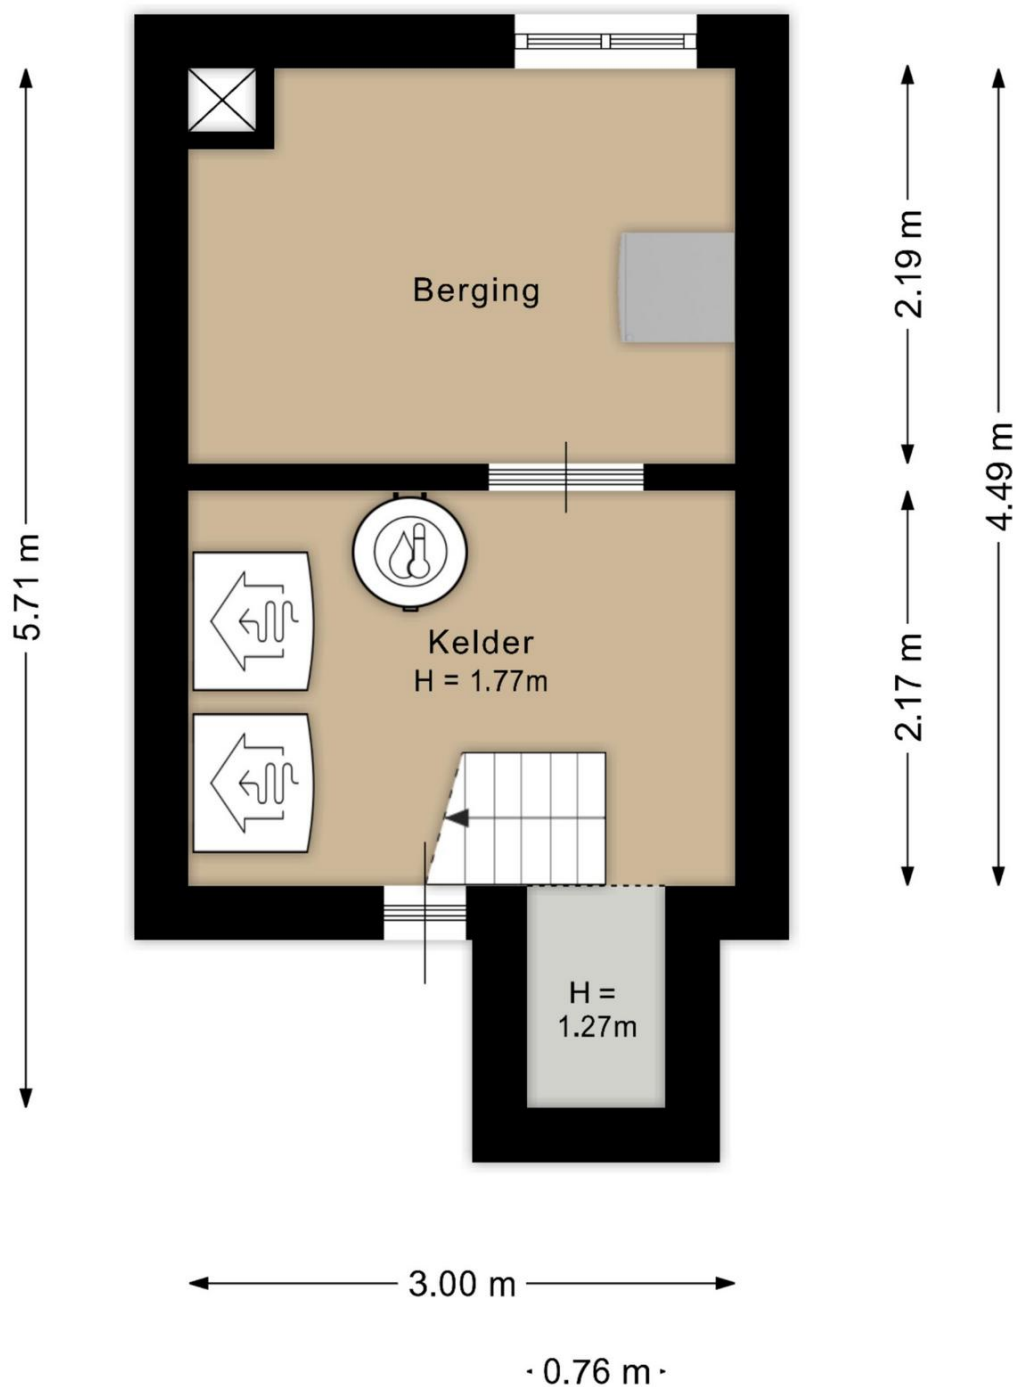 2.19 m
Berging
4.49 m
5.71 m
Kelder
H = 1.77m
2.17 m
H =
1.27m
3.00 m
0.76 m